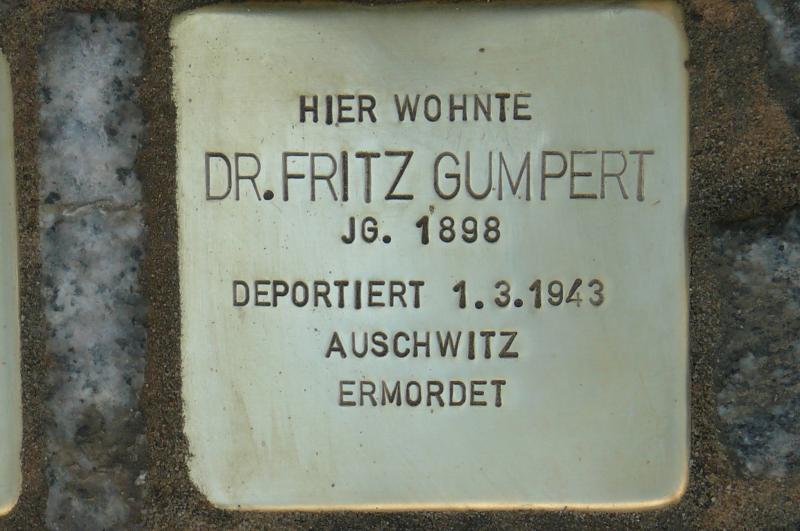 HIER WOHNTE
DR. FRITZ GUMPERT
JG. 1898
DEPORTIERT 1.3.1943
AUSCHWITZ
ERMORDET